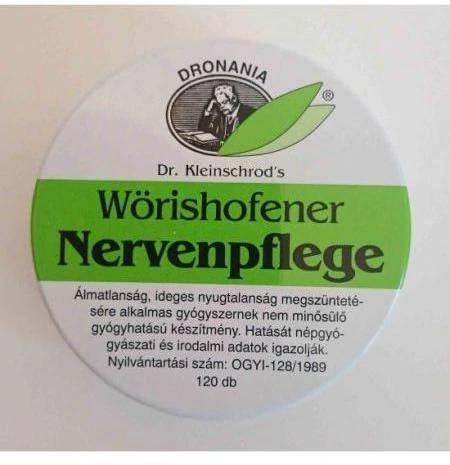 DRONANIA
®
Dr. Kleinschrod's
Wörishofener
Nervenpflege
Álmatlanság, ideges nyugtalanság megszünteté-
sére alkalmas gyógyszernek nem minősülő
gyógyhatású készítmény. Hatását népgyó-
gyászati és irodalmi adatok igazolják.
Nyilvántartási szám: OGYI-128/1989
120 db